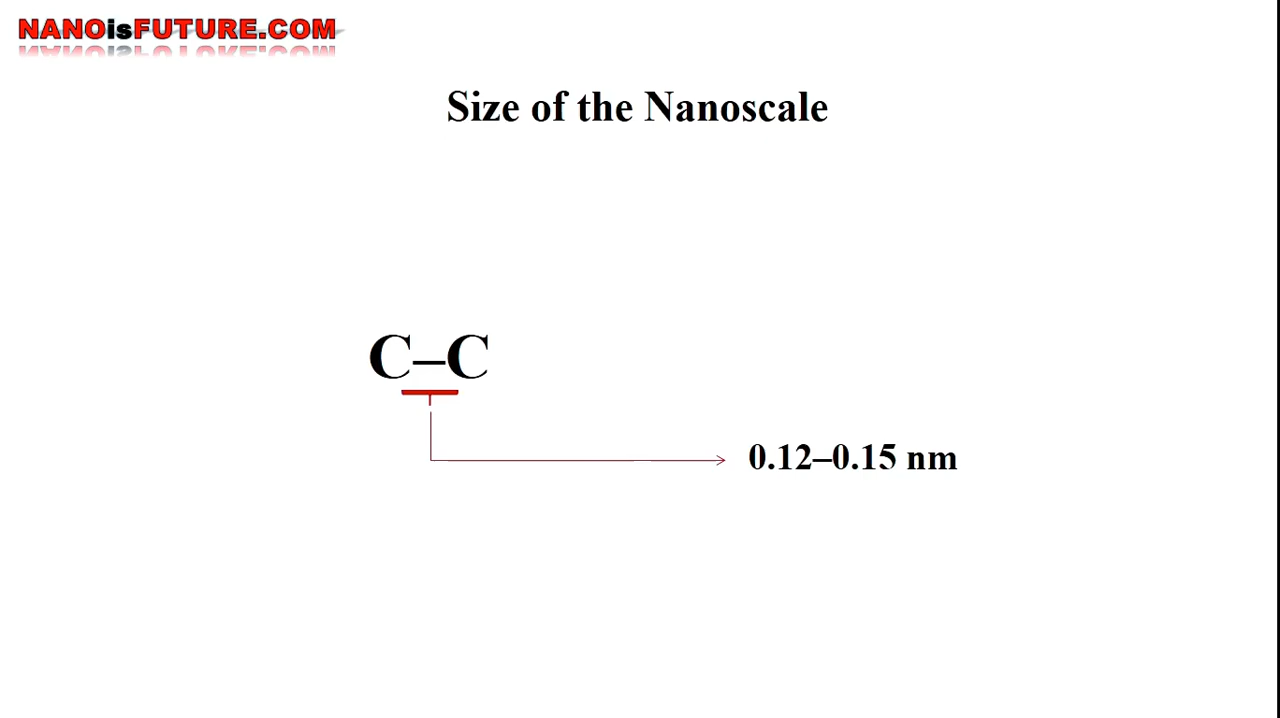 NANOisFUTURE.COM
Size of the Nanoscale
C–C
0.12–0.15 nm